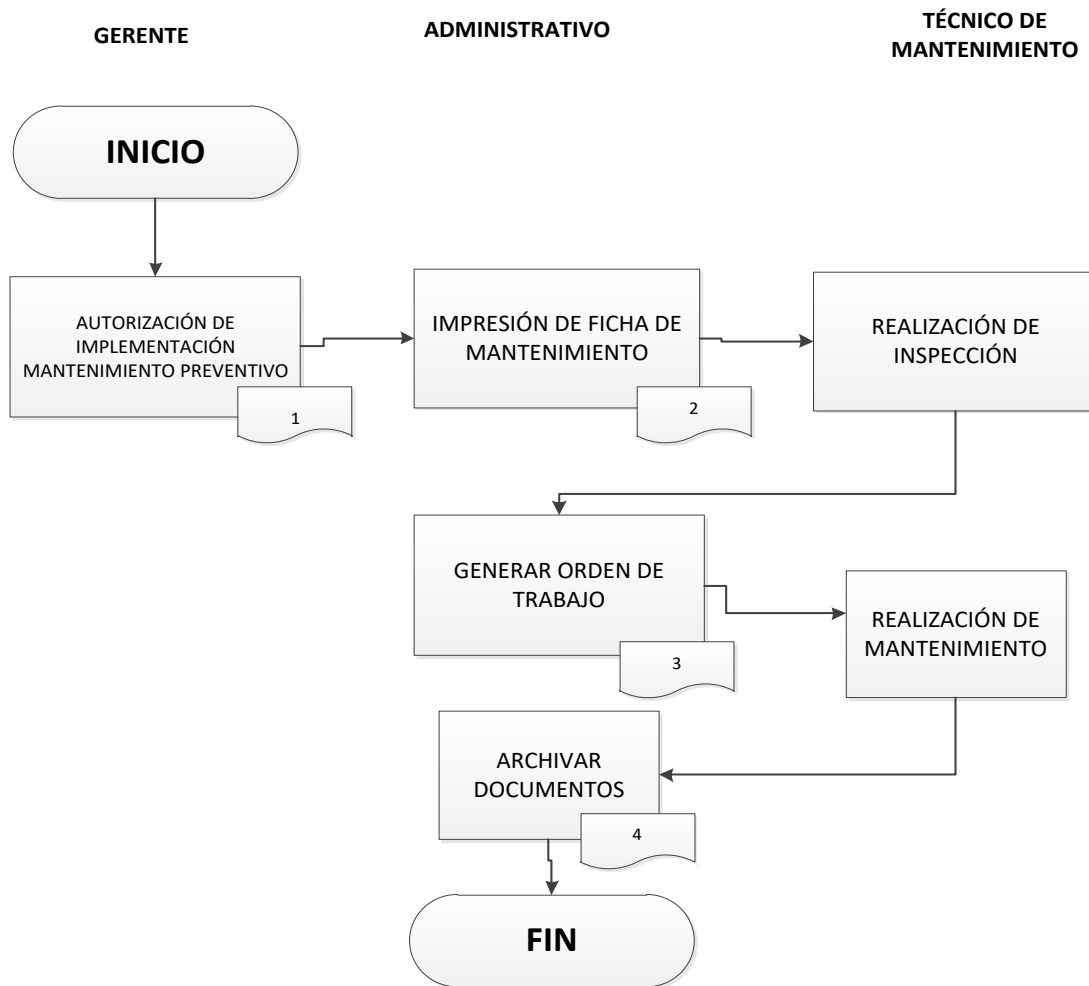 GERENTE
ADMINISTRATIVO
TÉCNICO DE
MANTENIMIENTO
INICIO
AUTORIZACIÓN DE
IMPLEMENTACIÓN
MANTENIMIENTO PREVENTIVO
1
IMPRESIÓN DE FICHA DE
MANTENIMIENTO
2
REALIZACIÓN DE
INSPECCIÓN
GENERAR ORDEN DE
TRABAJO
3
REALIZACIÓN DE
MANTENIMIENTO
ARCHIVAR
DOCUMENTOS
4
FIN